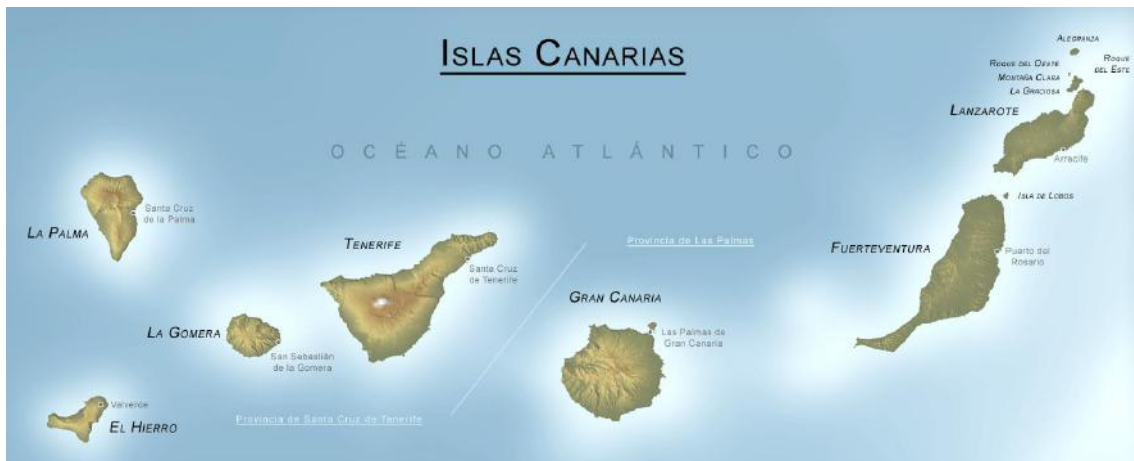 ISLAS CANARIAS
OCÉANO ATLÁNTICO
ALEGRANZA
ROQUE DEL OESTE
ROQUE
DEL ESTE
MONTAÑA CLARA
LA GRACIOSA
LANZAROTE
Arrecife
ISLA DE LOBOS
LA PALMA
Santa Cruz
de la Palma
TENERIFE
Santa Cruz
de Tenerife
Provincia de Las Palmas
FUERTEVENTURA
Puerto del
Rosario
GRAN CANARIA
Las Palmas de
Gran Canaria
LA GOMERA
San Sebastián
de la Gomera
Valverde
EL HIERRO
Provincia de Santa Cruz de Tenerife